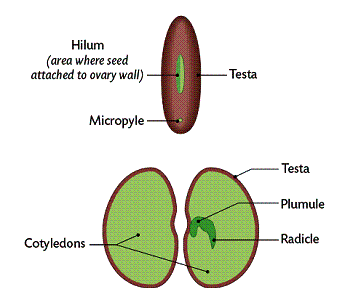 Hilum
(area where seed
attached to ovary wall)
Testa
Micropyle
Testa
Plumule
Radicle
Cotyledons